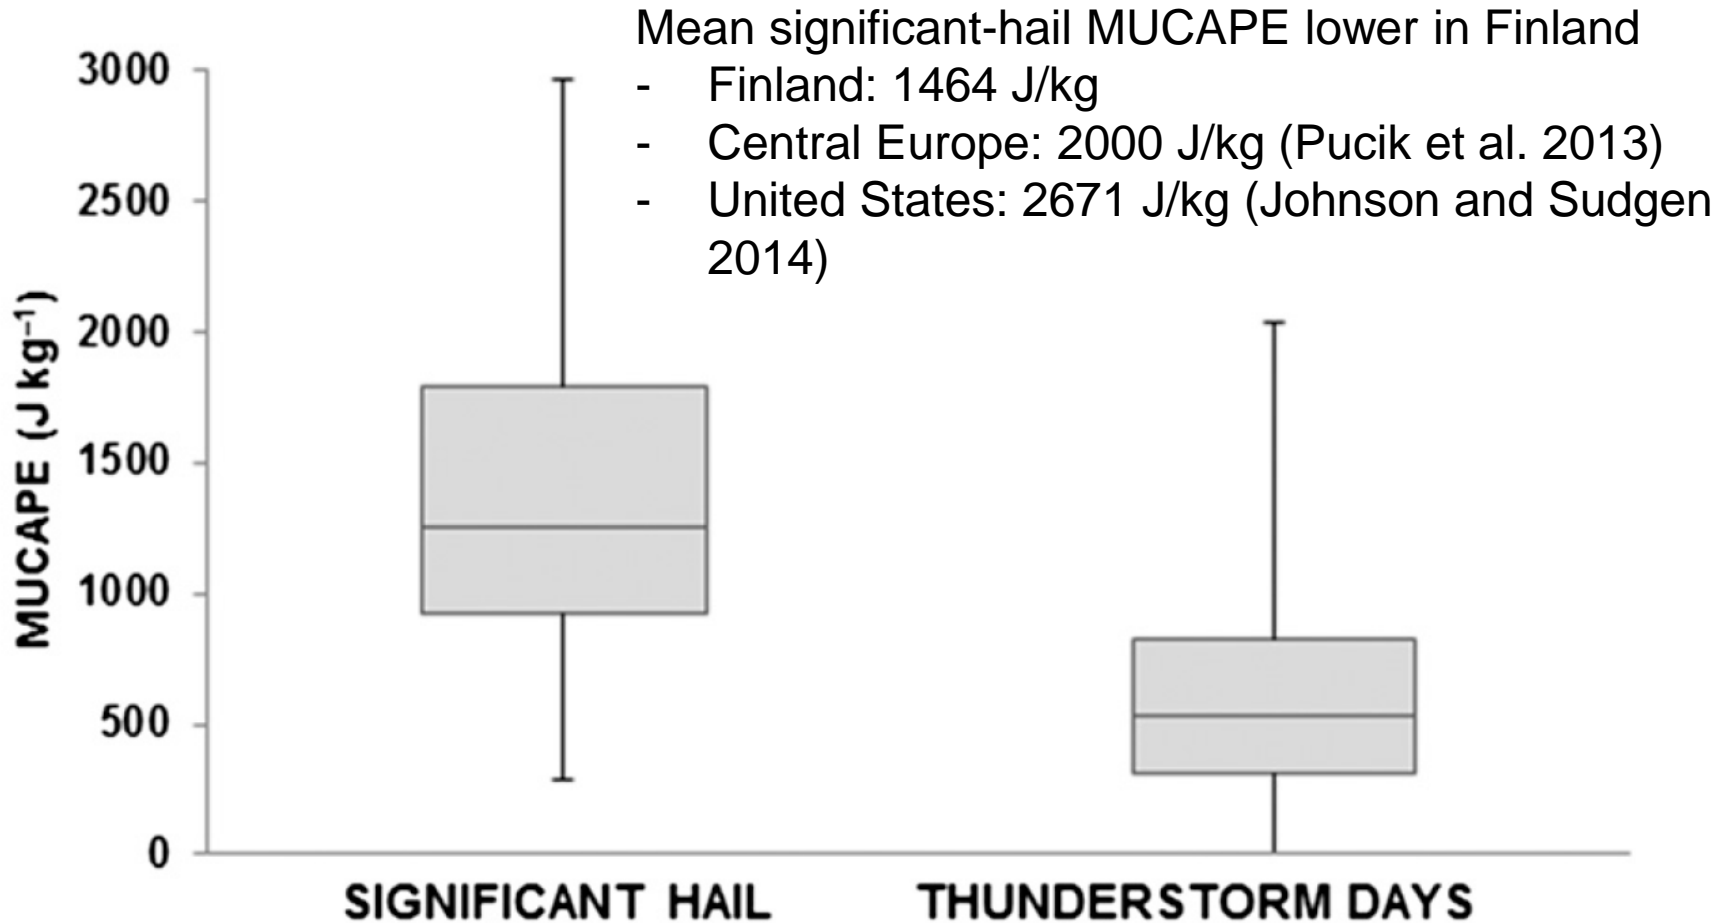 Mean significant-hail MUCAPE lower in Finland
- Finland: 1464 J/kg
- Central Europe: 2000 J/kg (Pucik et al. 2013)
- United States: 2671 J/kg (Johnson and Sudgen
2014)
MUCAPE (J kg⁻¹)
3000
2500
2000
1500
1000
500
0
SIGNIFICANT HAIL
THUNDERSTORM DAYS